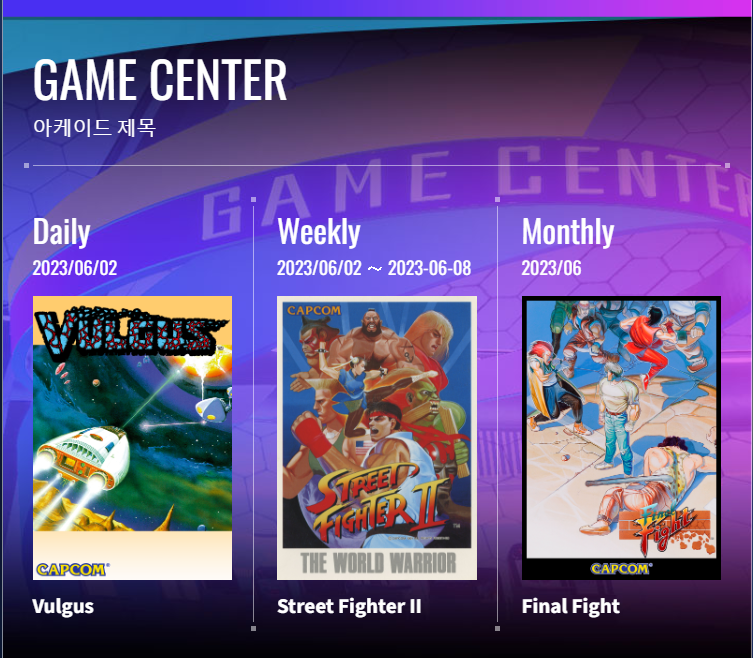 GAME CENTER
아케이드 제목
GAME CENTER
Daily
2023/06/02
VULGUS
CAPCOM
Vulgus
Weekly
2023/06/02 ～ 2023-06-08
CAPCOM
STREET
FIGHTER II
TM
THE WORLD WARRIOR
Street Fighter II
Monthly
2023/06
Final
Fight
CAPCOM
Final Fight